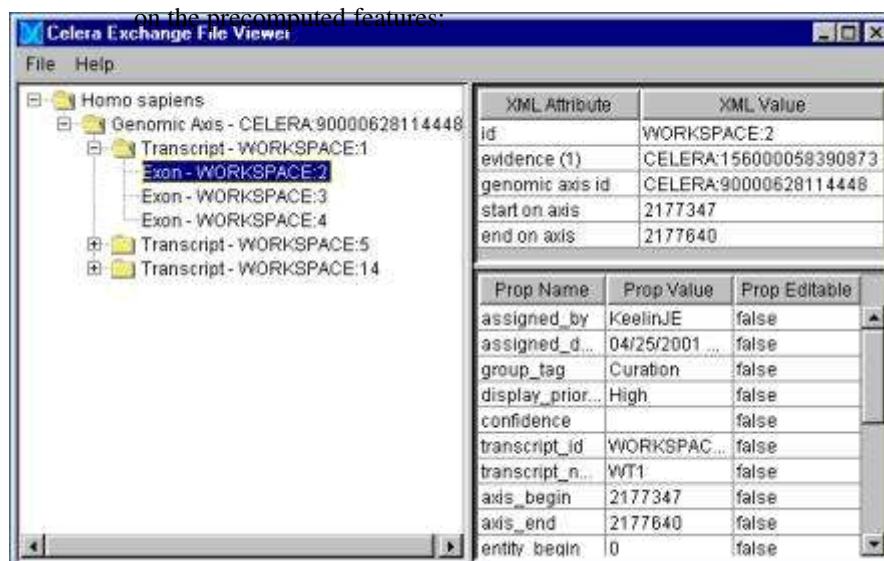 on the precomputed features:
Celera Exchange File Viewer
File Help
Homo sapiens
Genomic Axis - CELERA:90000628114448
Transcript - WORKSPACE:1
Exon - WORKSPACE:2
Exon - WORKSPACE:3
Exon - WORKSPACE:4
Transcript - WORKSPACE:5
Transcript - WORKSPACE:14
XML Attribute XML Value
id WORKSPACE:2
evidence (1) CELERA:156000058390873
genomic axis id CELERA:90000628114448
start on axis 2177347
end on axis 2177640
Prop Name Prop Value Prop Editable
assigned_by KeelinJE false
assigned_d... 04/25/2001 ... false
group_tag Curation false
display_prior... High false
confidence false
transcript_id WORKSPAC... false
transcript_n... WT1 false
axis_begin 2177347 false
axis_end 2177640 false
entity_begin 0 false